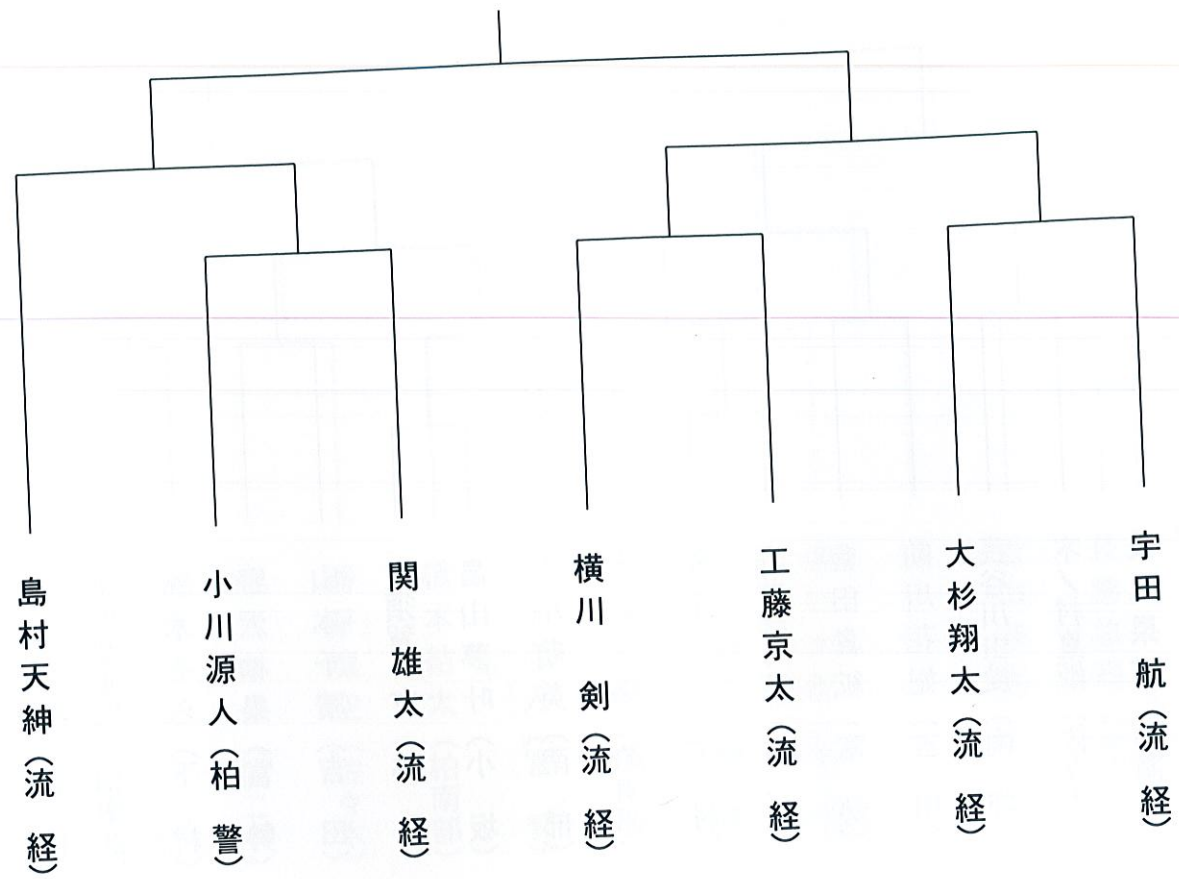 宇田　航（流　経）
大杉翔太（流　経）
工藤京太（流　経）
横川　剣（流　経）
関　雄太（流　経）
小川源人（柏　警）
島村天紳（流　経）